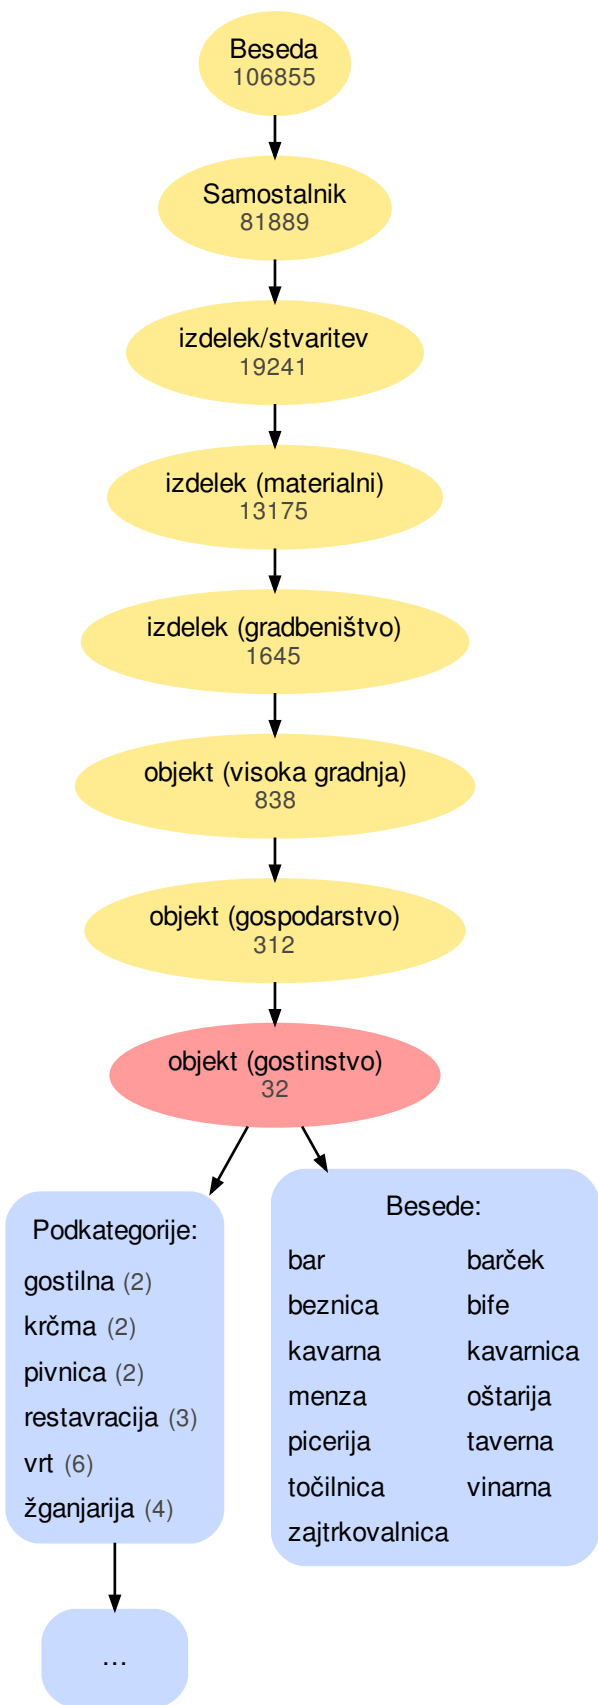 Beseda
106855
Samostalnik
81889
izdelek/stvaritev
19241
izdelek (materialni)
13175
izdelek (gradbeništvo)
1645
objekt (visoka gradnja)
838
objekt (gospodarstvo)
312
objekt (gostinstvo)
32
Podkategorije:
gostilna (2)
krčma (2)
pivnica (2)
restavracija (3)
vrt (6)
žganjarija (4)
...
Besede:
bar barček
beznica bife
kavarna kavarnica
menza oštarija
picerija taverna
točilnica vinarna
zajtrkovalnica